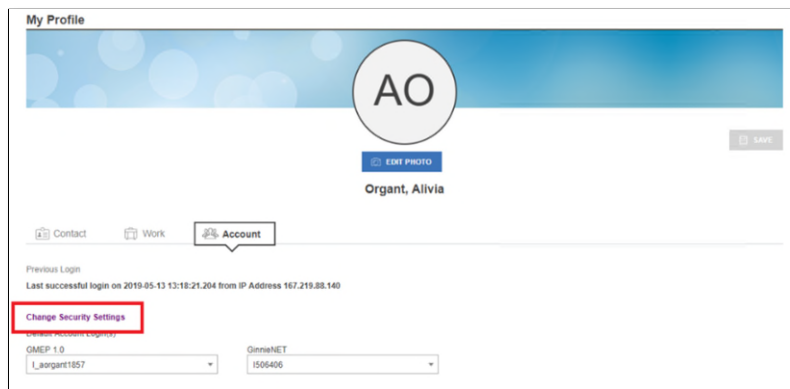 My Profile
AO
EDIT PHOTO
SAVE
Organt, Alivia
Contact Work Account
Previous Login
Last successful login on 2019-05-13 13:18:21.204 from IP Address 167.219.88.140
Change Security Settings
Default Account Login(s)
GMEP 1.0 GinnieNET
I_aorgant1857 I506406